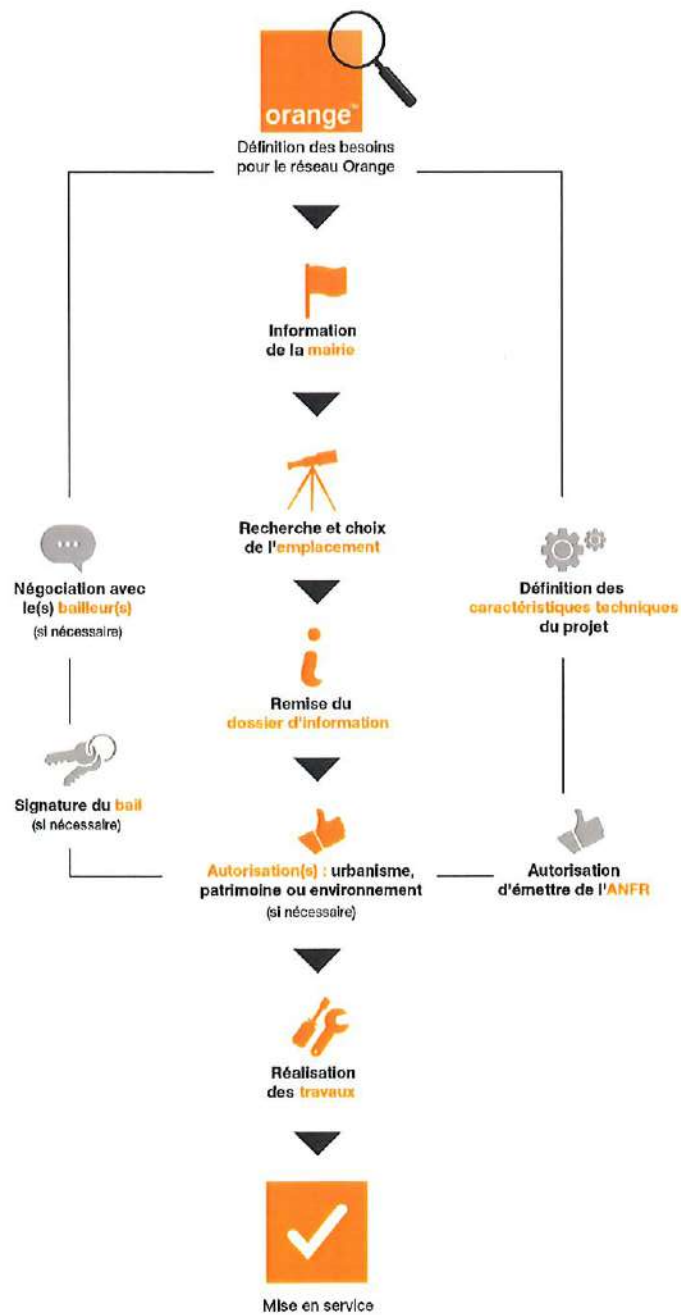 orange™
Définition des besoins
pour le réseau Orange
Information
de la mairie
Recherche et choix
de l'emplacement
Négociation avec
le(s) bailleur(s)
(si nécessaire)
Définition des
caractéristiques techniques
du projet
Remise du
dossier d'information
Signature du bail
(si nécessaire)
Autorisation(s) : urbanisme,
patrimoine ou environnement
(si nécessaire)
Autorisation
d'émettre de l'ANFR
Réalisation
des travaux
Mise en service